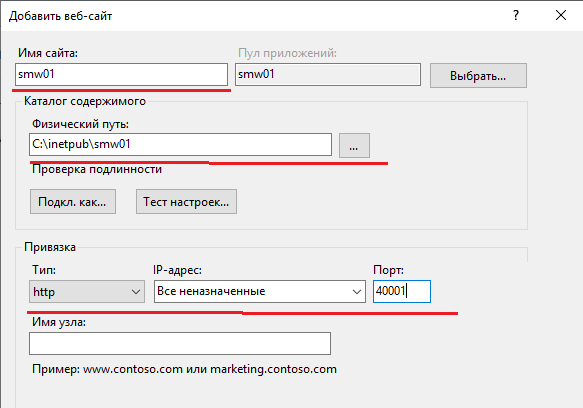 Добавить веб-сайт ? ×
Имя сайта: Пул приложений:
smw01 smw01 Выбрать...
Каталог содержимого
Физический путь:
C:\inetpub\smw01 ...
Проверка подлинности
Подкл. как... Тест настроек...
Привязка
Тип: IP-адрес: Порт:
http Все неназначенные 40001
Имя узла:
Пример: www.contoso.com или marketing.contoso.com